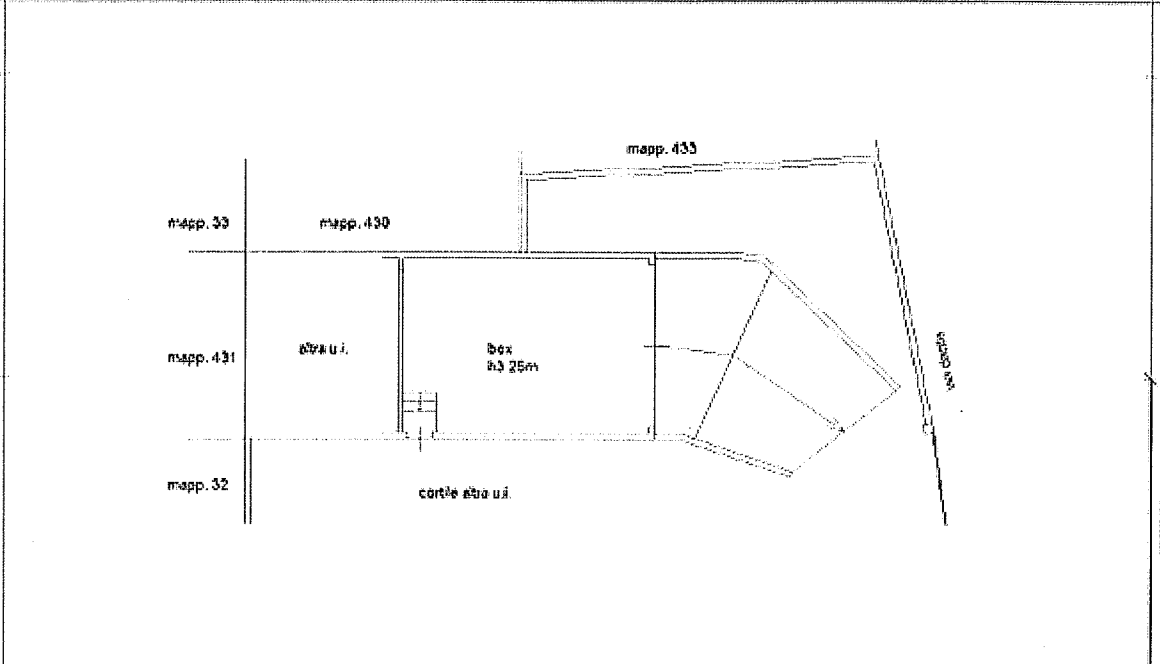 mapp. 433
mapp. 33
mapp. 430
mapp. 431
altra u.i.
box
h3 25m
mapp. 32
cortile altra u.i.